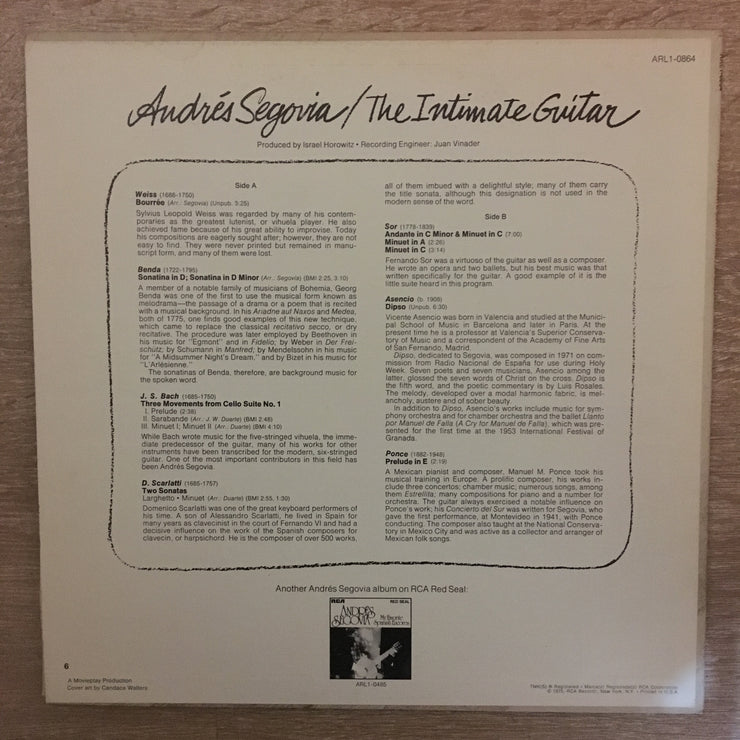 ARL1-0864
Andrés Segovia/The Intimate Guitar
Produced by Israel Horowitz • Recording Engineer: Juan Vinader
Side A
Weiss (1686-1750)
Bourrée (Arr.: Segovia) (Unpub. 3:25)
Sylvius Leopold Weiss was regarded by many of his contem-
poraries as the greatest lutenist, or vihuela player. He also
achieved fame because of his great ability to improvise. Today
his compositions are eagerly sought after; however, they are not
easy to find. They were never printed but remained in manu-
script form, and many of them were lost.
Benda (1722-1795)
Sonatina in D; Sonatina in D Minor (Arr.: Segovia) (BMI 2:25, 3:10)
A member of a notable family of musicians of Bohemia, Georg
Benda was one of the first to use the musical form known as
melodrama—the passage of a drama or a poem that is recited
with a musical background. In his Ariadne auf Naxos and Medea,
both of 1775, one finds good examples of this new technique,
which came to replace the classical recitativo secco, or dry
recitative. The procedure was later employed by Beethoven in
his music for "Egmont" and in Fidelio; by Weber in Der Frei-
schütz; by Schumann in Manfred; by Mendelssohn in his music
for "A Midsummer Night's Dream," and by Bizet in his music for
"L'Arlésienne."
The sonatinas of Benda, therefore, are background music for
the spoken word.
J. S. Bach (1685-1750)
Three Movements from Cello Suite No. 1
I. Prelude (2:38)
II. Sarabande (Arr.: J. W. Duarte) (BMI 2:48)
III. Minuet I; Minuet II (Arr.: Duarte) (BMI 4:10)
While Bach wrote music for the five-stringed vihuela, the imme-
diate predecessor of the guitar, many of his works for other
instruments have been transcribed for the modern, six-stringed
guitar. One of the most important contributors in this field has
been Andrés Segovia.
D. Scarlatti (1685-1757)
Two Sonatas
Larghetto • Minuet (Arr.: Duarte) (BMI 2:55, 1:30)
Domenico Scarlatti was one of the great keyboard performers of
his time. A son of Alessandro Scarlatti, he lived in Spain for
many years as clavecinist in the court of Fernando VI and had a
decisive influence on the work of the Spanish composers for
clavecin, or harpsichord. He is the composer of over 500 works,
all of them imbued with a delightful style; many of them carry
the title sonata, although this designation is not used in the
modern sense of the word.
Side B
Sor (1778-1839)
Andante in C Minor & Minuet in C (7:00)
Minuet in A (2:26)
Minuet in C (3:14)
Fernando Sor was a virtuoso of the guitar as well as a composer.
He wrote an opera and two ballets, but his best music was that
written specifically for the guitar. A good example of it is the
little suite heard in this program.
Asencio (b. 1908)
Dipso (Unpub. 6:30)
Vicente Asencio was born in Valencia and studied at the Munici-
pal School of Music in Barcelona and later in Paris. At the
present time he is a professor at Valencia's Superior Conserva-
tory of Music and a correspondent of the Academy of Fine Arts
of San Fernando, Madrid.
Dipso, dedicated to Segovia, was composed in 1971 on com-
mission from Radio National de España for use during Holy
Week. Seven poets and seven musicians, Asencio among the
latter, glossed the seven words of Christ on the cross. Dipso is
the fifth word, and the poetic commentary is by Luis Rosales.
The melody, developed over a modal harmonic fabric, is mel-
ancholy, austere and of sober beauty.
In addition to Dipso, Asencio's works include music for sym-
phony orchestra and for chamber orchestra and the ballet Llanto
por Manuel de Falla (A Cry for Manuel de Falla), which was pre-
sented for the first time at the 1953 International Festival of
Granada.
Ponce (1882-1948)
Prelude in E (2:19)
A Mexican pianist and composer, Manuel M. Ponce took his
musical training in Europe. A prolific composer, his works in-
clude three concertos; chamber music; numerous songs, among
them Estrellita; many compositions for piano and a number for
orchestra. The guitar always exercised a notable influence on
Ponce's work; his Concierto del Sur was written for Segovia, who
gave the first performance, at Montevideo in 1941, with Ponce
conducting. The composer also taught at the National Conserva-
tory in Mexico City and was active as a collector and arranger of
Mexican folk songs.
Another Andrés Segovia album on RCA Red Seal:
RCA RED SEAL
ANDRÉS
SEGOVIA
My Favorite
Spanish Encores
ARL1-0485
6
A Movieplay Production
Cover art by Candace Walters
TMK(S) ® Registered • Marca(s) Registrada(s) RCA Corporation
© 1975, RCA Records, New York, N.Y. • Printed in U.S.A.